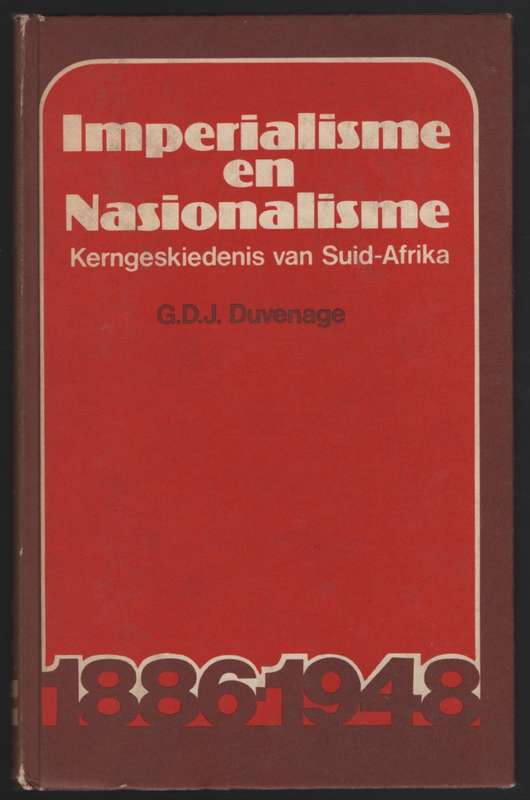 Imperialisme
en
Nasionalisme
Kerngeskiedenis van Suid-Afrika
G.D.J. Duvenage
1886-1948